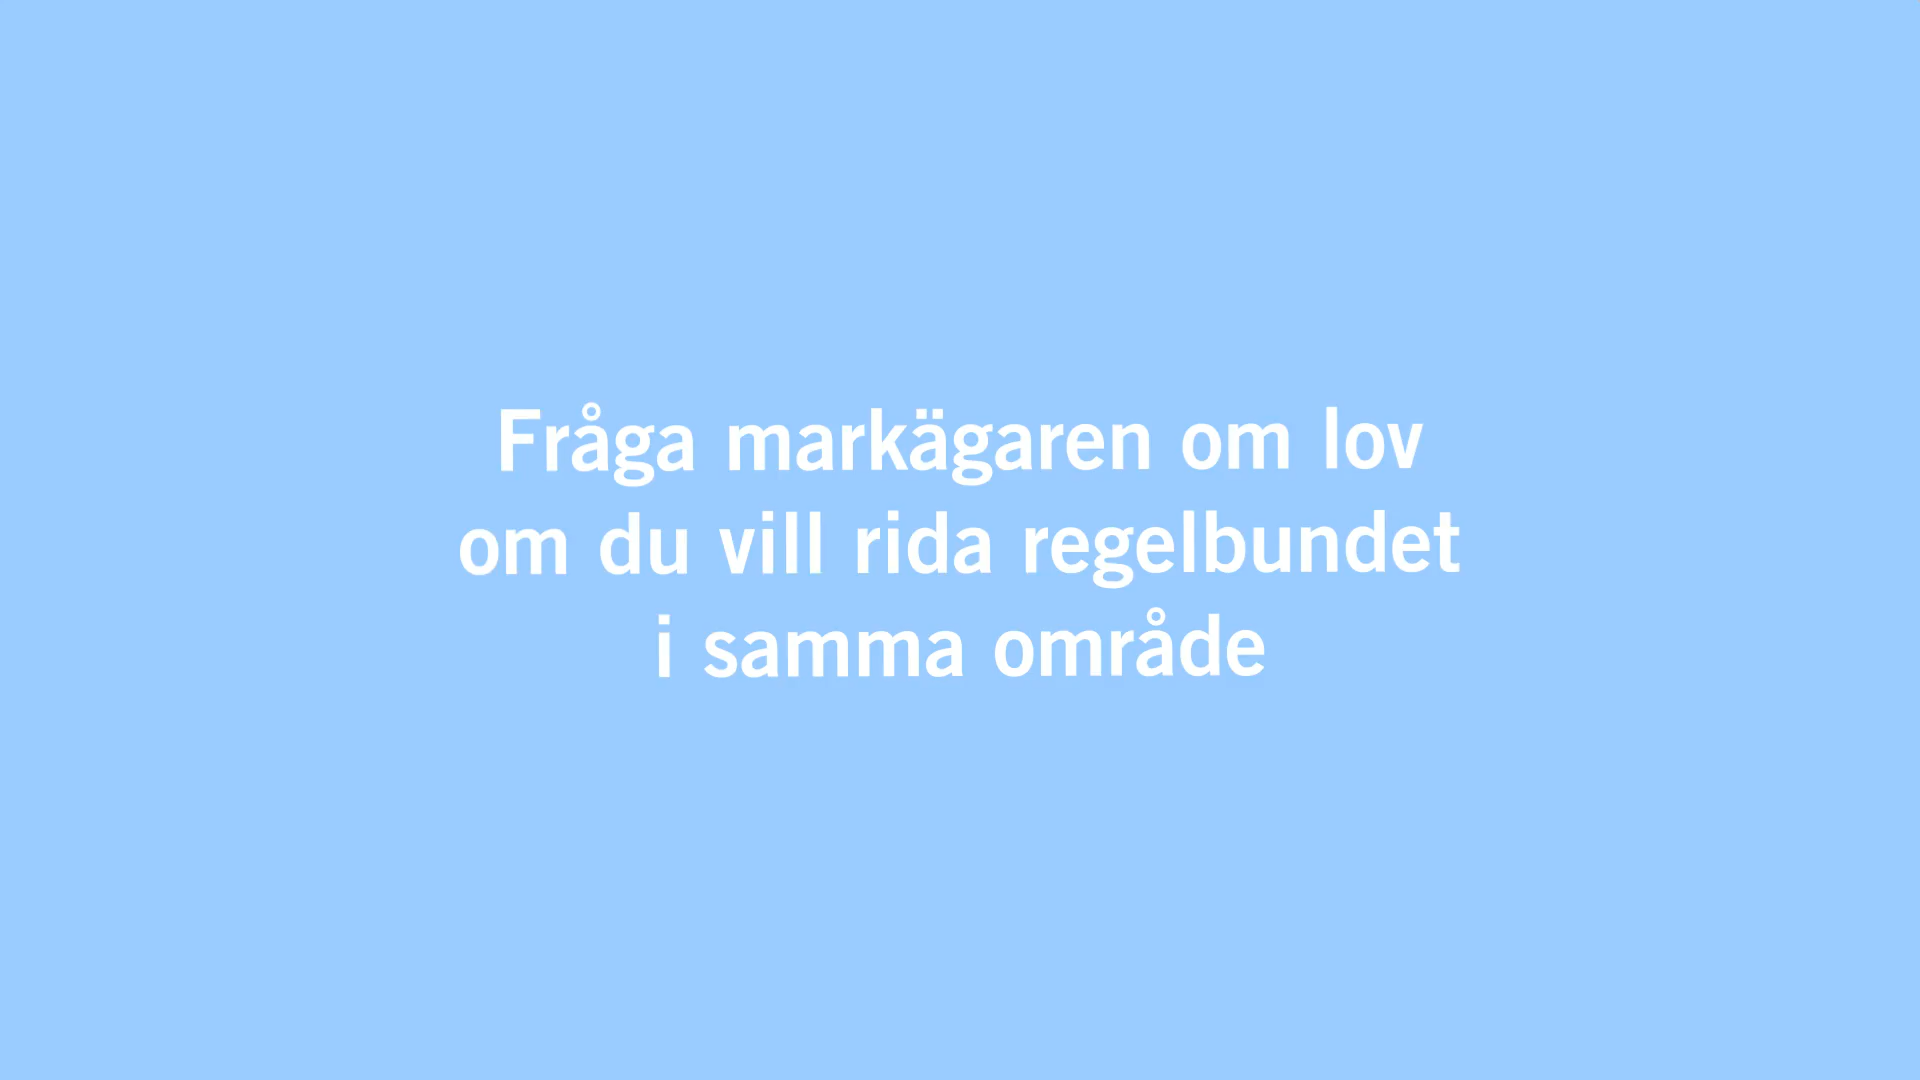 Fråga markägaren om lov
om du vill rida regelbundet
i samma område